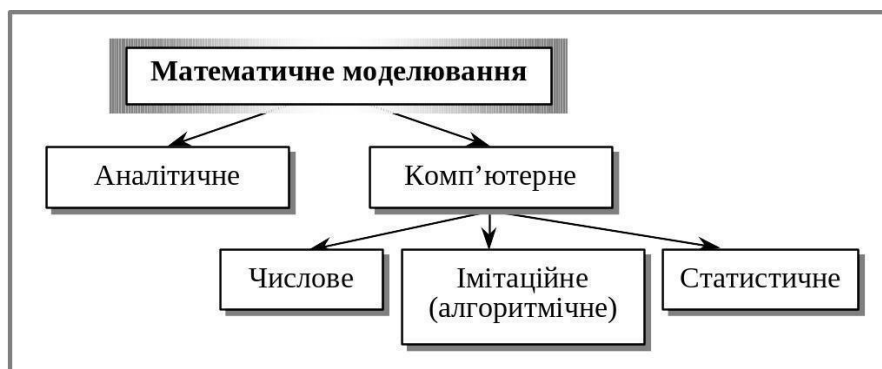 Математичне моделювання
Аналітичне
Комп’ютерне
Числове
Імітаційне
(алгоритмічне)
Статистичне